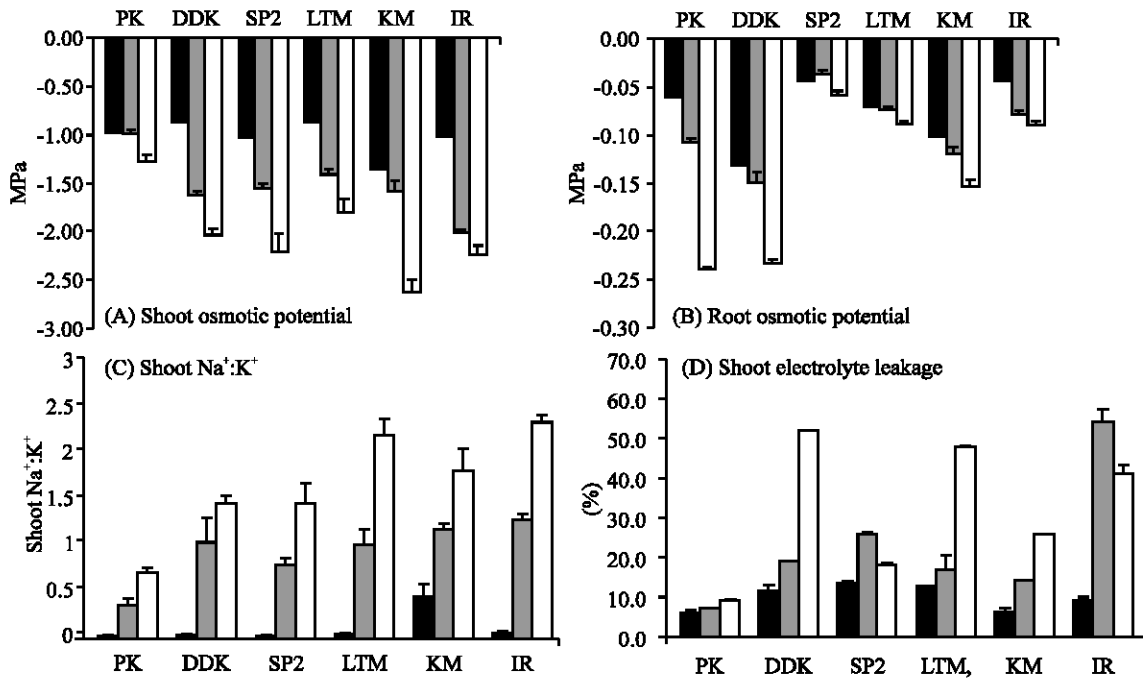 PK DDK SP2 LTM KM IR
0.00
-0.50
-1.00
-1.50
-2.00
-2.50
-3.00
MPa
(A) Shoot osmotic potential
PK DDK SP2 LTM KM IR
0.00
-0.05
-0.10
-0.15
-0.20
-0.25
-0.30
MPa
(B) Root osmotic potential
3
2.5
2
1.5
1
0.5
0
Shoot Na⁺:K⁺
(C) Shoot Na⁺:K⁺
PK DDK SP2 LTM KM IR
70.0
60.0
50.0
40.0
30.0
20.0
10.0
0.0
(%)
(D) Shoot electrolyte leakage
PK DDK SP2 LTM, KM IR